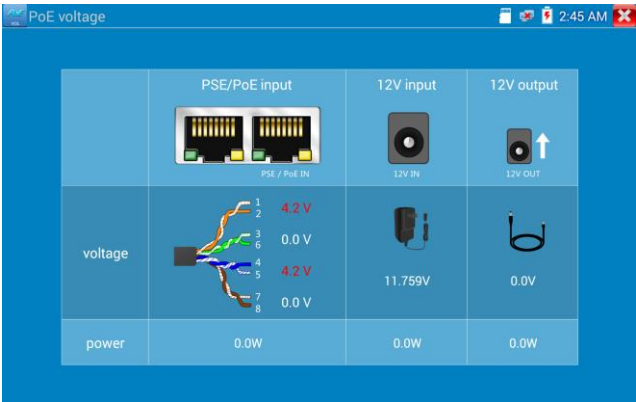 PoE voltage
2:45 AM
PSE/PoE input
12V input
12V output
PSE / PoE IN
12V IN
12V OUT
voltage
1
2
4.2 V
3
6
0.0 V
4
5
4.2 V
7
8
0.0 V
11.759V
0.0V
power
0.0W
0.0W
0.0W